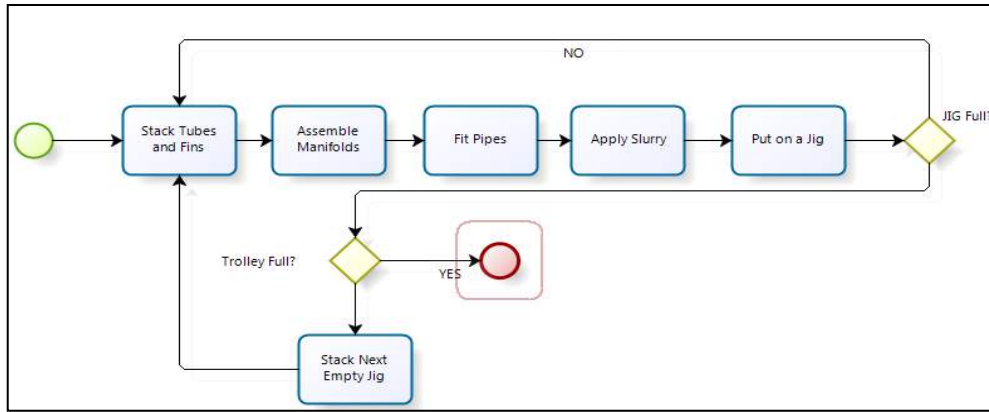 NO
JIG Full?
Stack Tubes
and Fins
Assemble
Manifolds
Fit Pipes
Apply Slurry
Put on a Jig
Trolley Full?
YES
Stack Next
Empty Jig